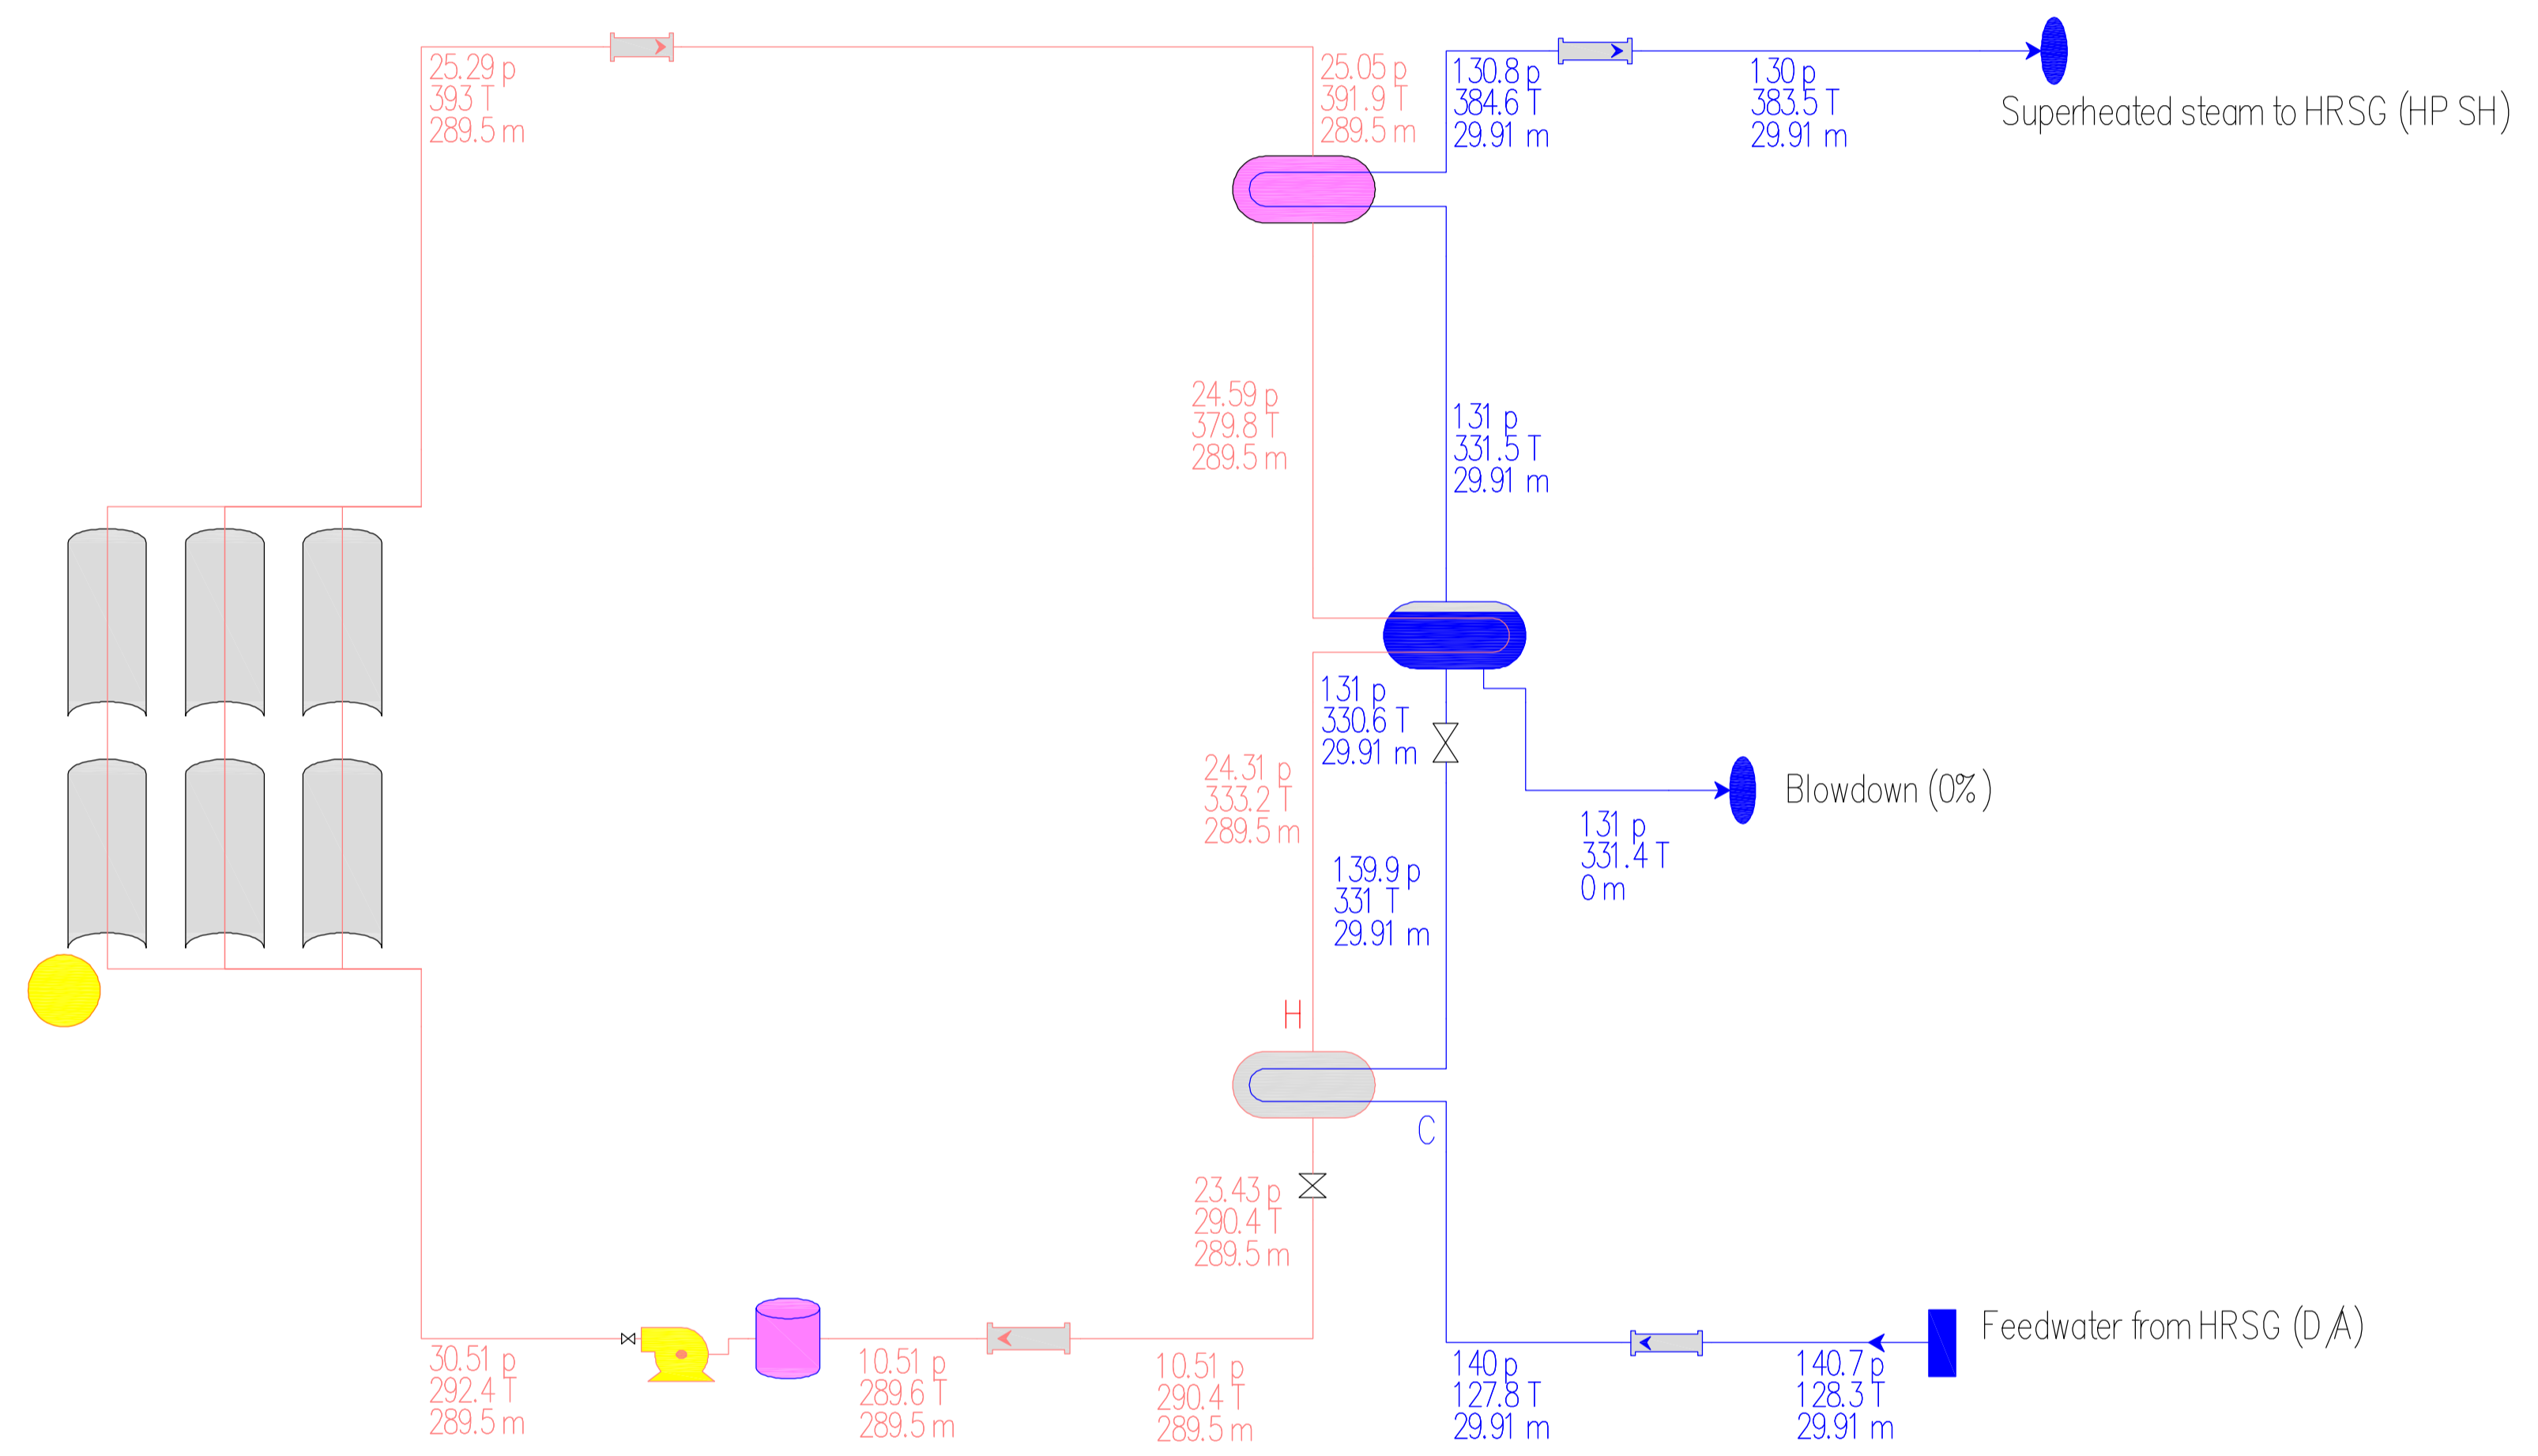 25.29 p
393 T
289.5 m
25.05 p
391.9 T
289.5 m
130.8 p
384.6 T
29.91 m
130 p
383.5 T
29.91 m
Superheated steam to HRSG (HP SH)
24.59 p
379.8 T
289.5 m
131 p
331.5 T
29.91 m
131 p
330.6 T
29.91 m
24.31 p
333.2 T
289.5 m
Blowdown (0%)
131 p
331.4 T
0 m
139.9 p
331 T
29.91 m
H
C
23.43 p
290.4 T
289.5 m
Feedwater from HRSG (D/A)
30.51 p
292.4 T
289.5 m
10.51 p
289.6 T
289.5 m
10.51 p
290.4 T
289.5 m
140 p
127.8 T
29.91 m
140.7 p
128.3 T
29.91 m